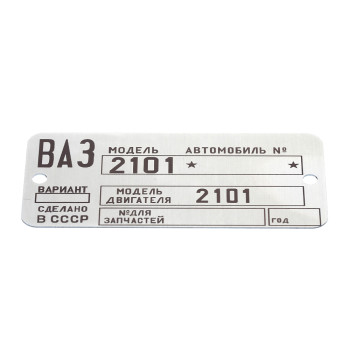 ВАЗ МОДЕЛЬ АВТОМОБИЛЬ №
2101 ★ ★
ВАРИАНТ МОДЕЛЬ ДВИГАТЕЛЯ 2101
СДЕЛАНО В СССР №ДЛЯ ЗАПЧАСТЕЙ ГОД